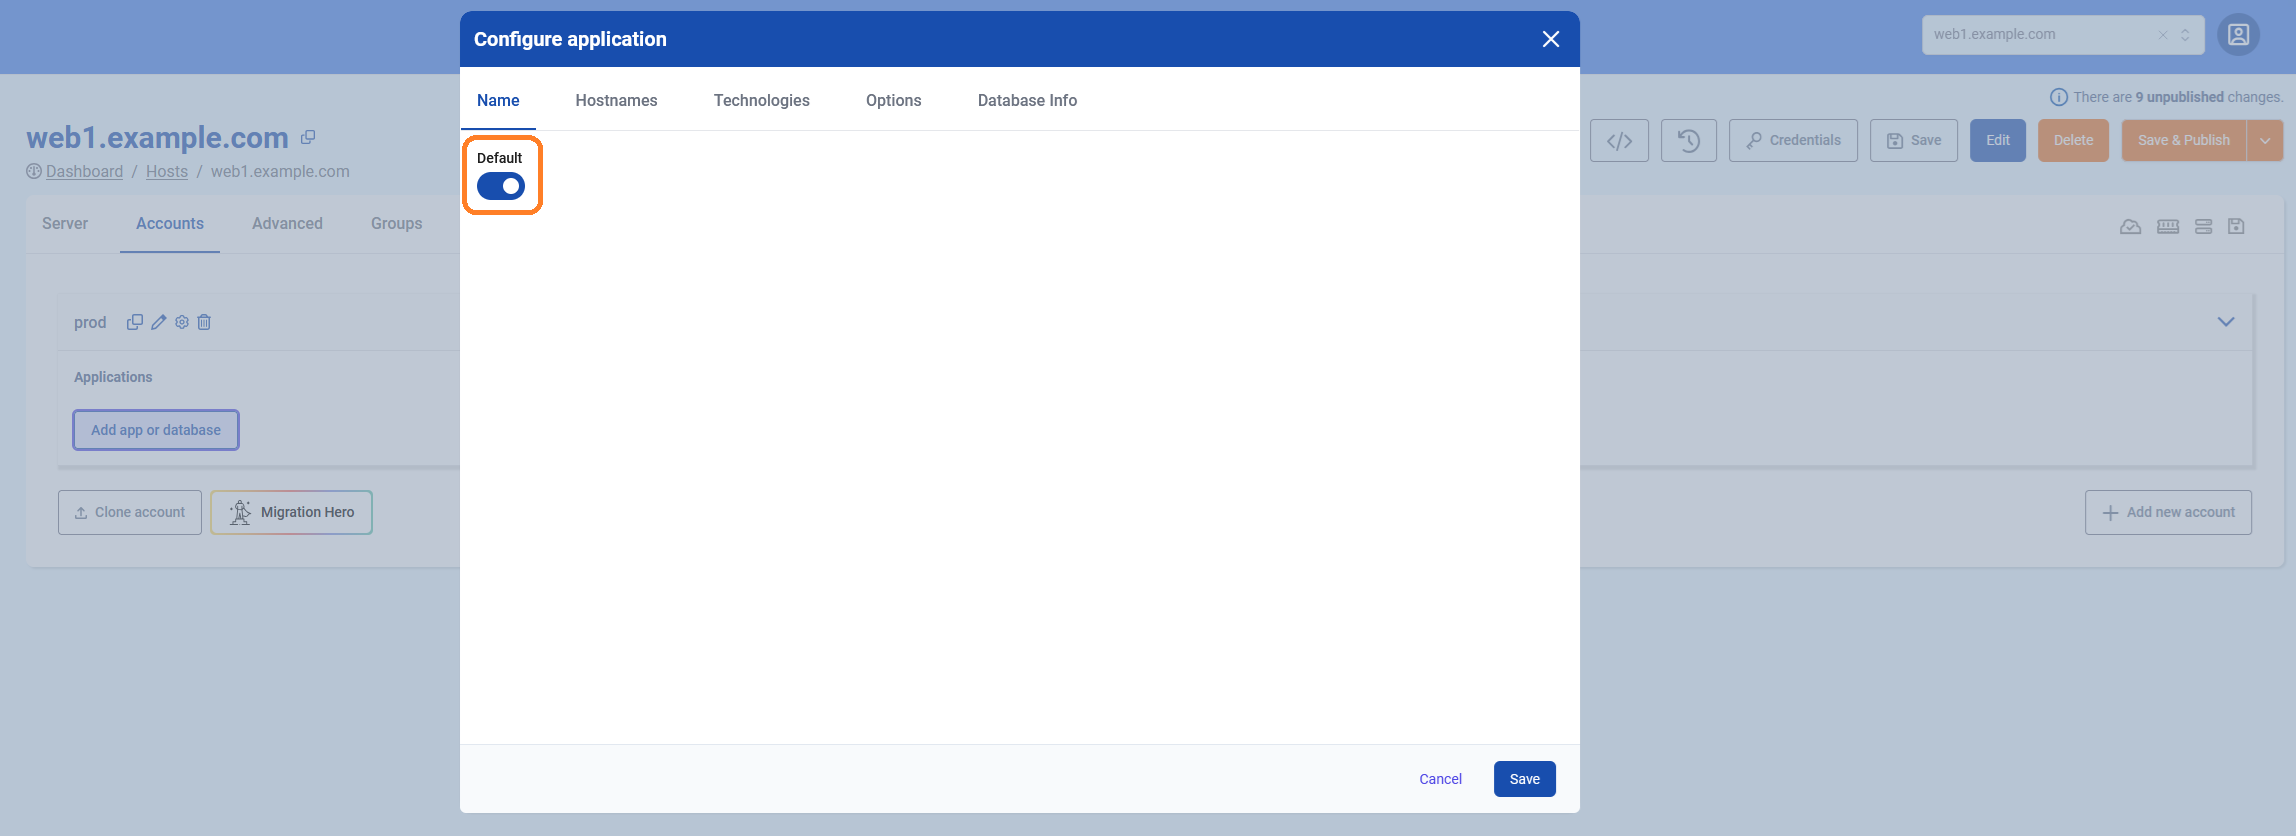 Configure application
web1.example.com
Name Hostnames Technologies Options Database Info
There are 9 unpublished changes.
web1.example.com
Credentials Save Edit Delete Save & Publish
Dashboard / Hosts / web1.example.com
Default
Server Accounts Advanced Groups
prod
Applications
Add app or database
Clone account Migration Hero Add new account
Cancel Save